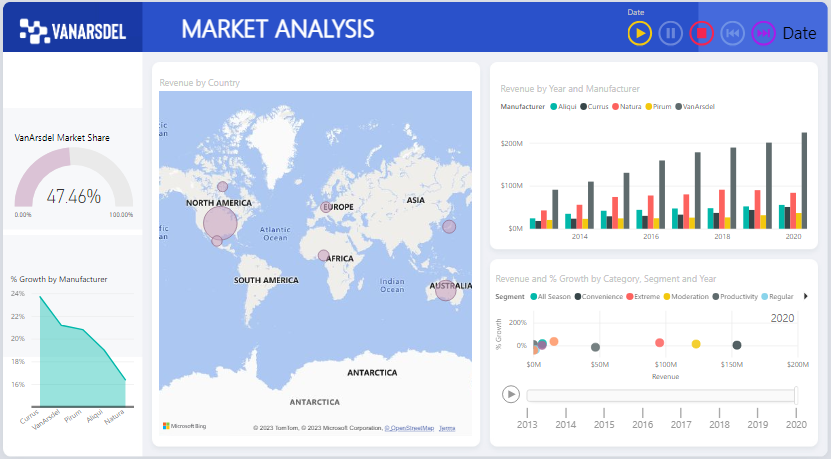 VANARSDEL
MARKET ANALYSIS
Date
Date
VanArsdel Market Share
47.46%
0.00%
100.00%
% Growth by Manufacturer
24%
22%
20%
18%
16%
Currus
VanArsdel
Pirum
Aliqui
Natura
Revenue by Country
ic
an
ic
an
NORTH AMERICA
EUROPE
ASIA
Atlantic
Ocean
AFRICA
SOUTH AMERICA
Indian
Ocean
AUSTRALIA
ANTARCTICA
ANTARCTICA
Microsoft Bing
© 2023 TomTom, © 2023 Microsoft Corporation, © OpenStreetMap Terms
Revenue by Year and Manufacturer
Manufacturer Aliqui Currus Natura Pirum VanArsdel
$200M
$100M
$0M
2014 2016 2018 2020
Revenue and % Growth by Category, Segment and Year
Segment All Season Convenience Extreme Moderation Productivity Regular
2020
% Growth
200%
0%
$0M $50M $100M $150M $200M
Revenue
2013 2014 2015 2016 2017 2018 2019 2020